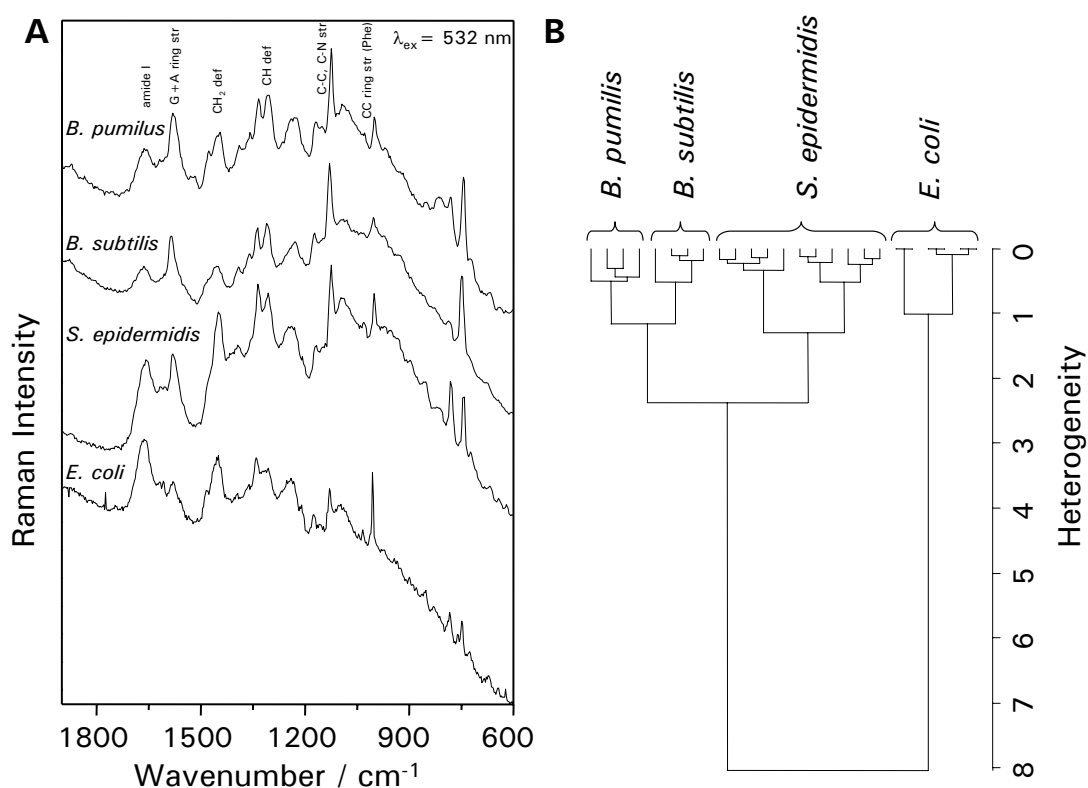 A
λex = 532 nm
amide I
G + A ring str
CH2 def
CH def
C-C, C-N str
CC ring str (Phe)
B. pumilus
B. subtilis
S. epidermidis
E. coli
Raman Intensity
1800 1500 1200 900 600
Wavenumber / cm-1
B
B. pumilis
B. subtilis
S. epidermidis
E. coli
0
1
2
3
4
5
6
7
8
Heterogeneity